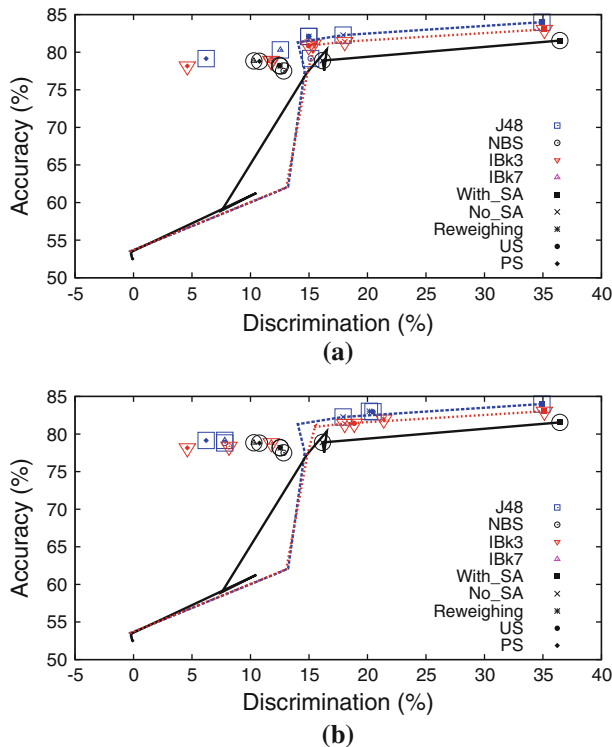 85
80
75
70
65
60
55
50
Accuracy (%)
J48
NBS
IBk3
IBk7
With_SA
No_SA
Reweighing
US
PS
-5 0 5 10 15 20 25 30 35 40
Discrimination (%)
(a)
85
80
75
70
65
60
55
50
Accuracy (%)
J48
NBS
IBk3
IBk7
With_SA
No_SA
Reweighing
US
PS
-5 0 5 10 15 20 25 30 35 40
Discrimination (%)
(b)